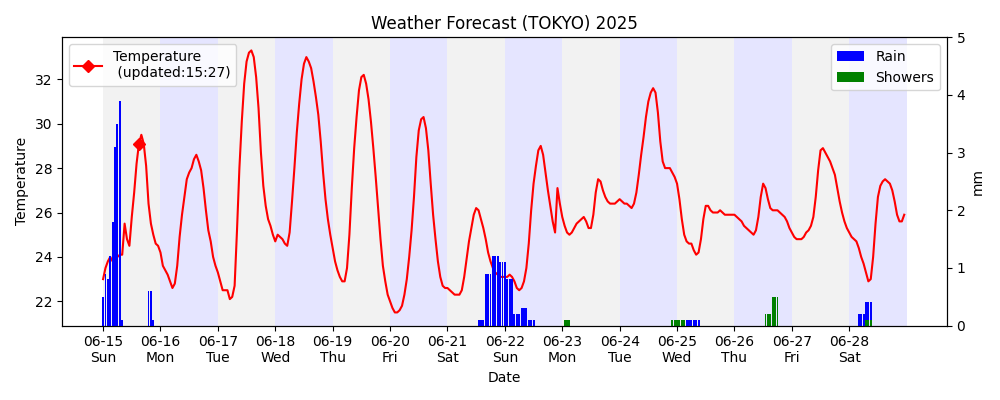 Weather Forecast (TOKYO) 2025
Temperature
(updated:15:27)
Rain
Showers
Temperature
32
30
28
26
24
22
5
4
3
2
1
0
mm
06-15 06-16 06-17 06-18 06-19 06-20 06-21 06-22 06-23 06-24 06-25 06-26 06-27 06-28
Sun Mon Tue Wed Thu Fri Sat Sun Mon Tue Wed Thu Fri Sat
Date